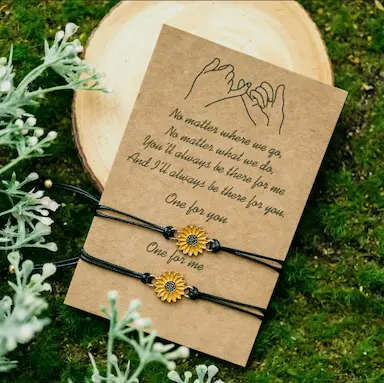 No matter where we go,
No matter what we do,
You'll always be there for me
And I'll always be there for you.
One for you
One for me